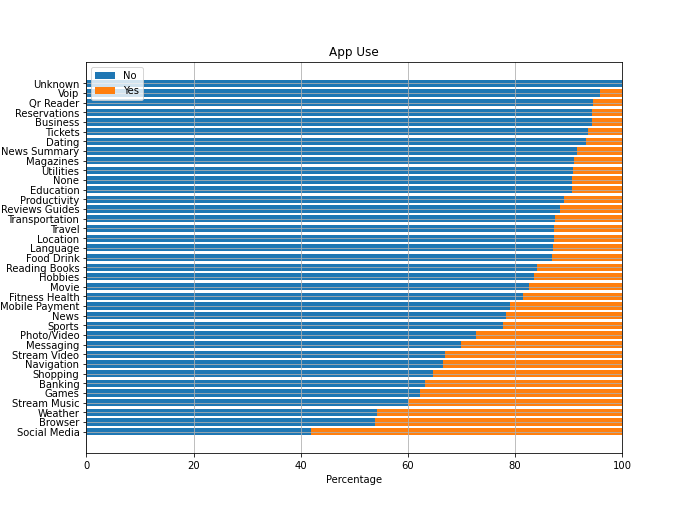 App Use
No
Yes
Unknown
Voip
Qr Reader
Reservations
Business
Tickets
Dating
News Summary
Magazines
Utilities
None
Education
Productivity
Reviews Guides
Transportation
Travel
Location
Language
Food Drink
Reading Books
Hobbies
Movie
Fitness Health
Mobile Payment
News
Sports
Photo/Video
Messaging
Stream Video
Navigation
Shopping
Banking
Games
Stream Music
Weather
Browser
Social Media
0 20 40 60 80 100
Percentage